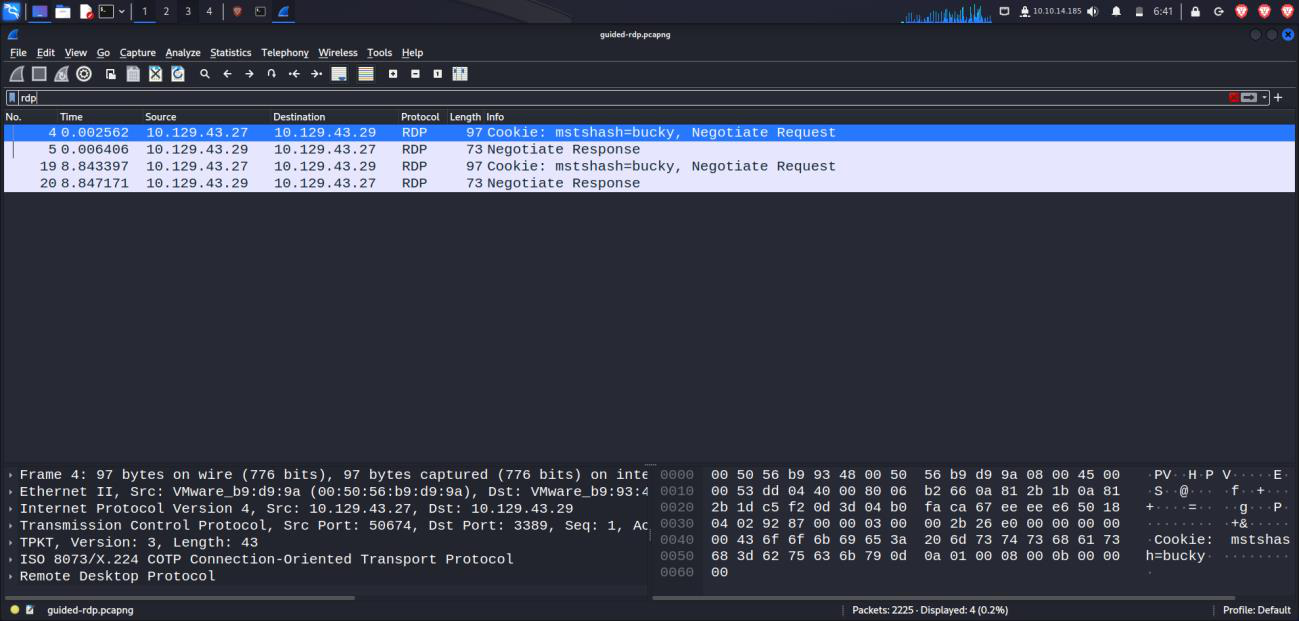 1 2 3 4 10.10.14.185 6:41
guided-rdp.pcapng
File Edit View Go Capture Analyze Statistics Telephony Wireless Tools Help
rdp
No. Time Source Destination Protocol Length Info
4 0.002562 10.129.43.27 10.129.43.29 RDP 97 Cookie: mstshash=bucky, Negotiate Request
5 0.006406 10.129.43.29 10.129.43.27 RDP 73 Negotiate Response
19 8.843397 10.129.43.27 10.129.43.29 RDP 97 Cookie: mstshash=bucky, Negotiate Request
20 8.847171 10.129.43.29 10.129.43.27 RDP 73 Negotiate Response
Frame 4: 97 bytes on wire (776 bits), 97 bytes captured (776 bits) on inte 0000 00 50 56 b9 93 48 00 50 56 b9 d9 9a 08 00 45 00 ·PV··H·P V·····E·
Ethernet II, Src: VMware_b9:d9:9a (00:50:56:b9:d9:9a), Dst: VMware_b9:93:4 0010 00 53 dd 04 40 00 80 06 b2 66 0a 81 2b 1b 0a 81 ·S··@··· ·f··+···
Internet Protocol Version 4, Src: 10.129.43.27, Dst: 10.129.43.29 0020 2b 1d c5 f2 0d 3d 04 b0 fa ca 67 ee ee e6 50 18 +····=·· ··g···P·
Transmission Control Protocol, Src Port: 50674, Dst Port: 3389, Seq: 1, Ac 0030 04 02 92 87 00 00 03 00 00 2b 26 e0 00 00 00 00 ········ ·+&·····
TPKT, Version: 3, Length: 43 0040 00 43 6f 6f 6b 69 65 3a 20 6d 73 74 73 68 61 73 ·Cookie: mstshas
ISO 8073/X.224 COTP Connection-Oriented Transport Protocol 0050 68 3d 62 75 63 6b 79 0d 0a 01 00 08 00 0b 00 00 h=bucky· ········
Remote Desktop Protocol 0060 00 ·
guided-rdp.pcapng Packets: 2225 · Displayed: 4 (0.2%) Profile: Default